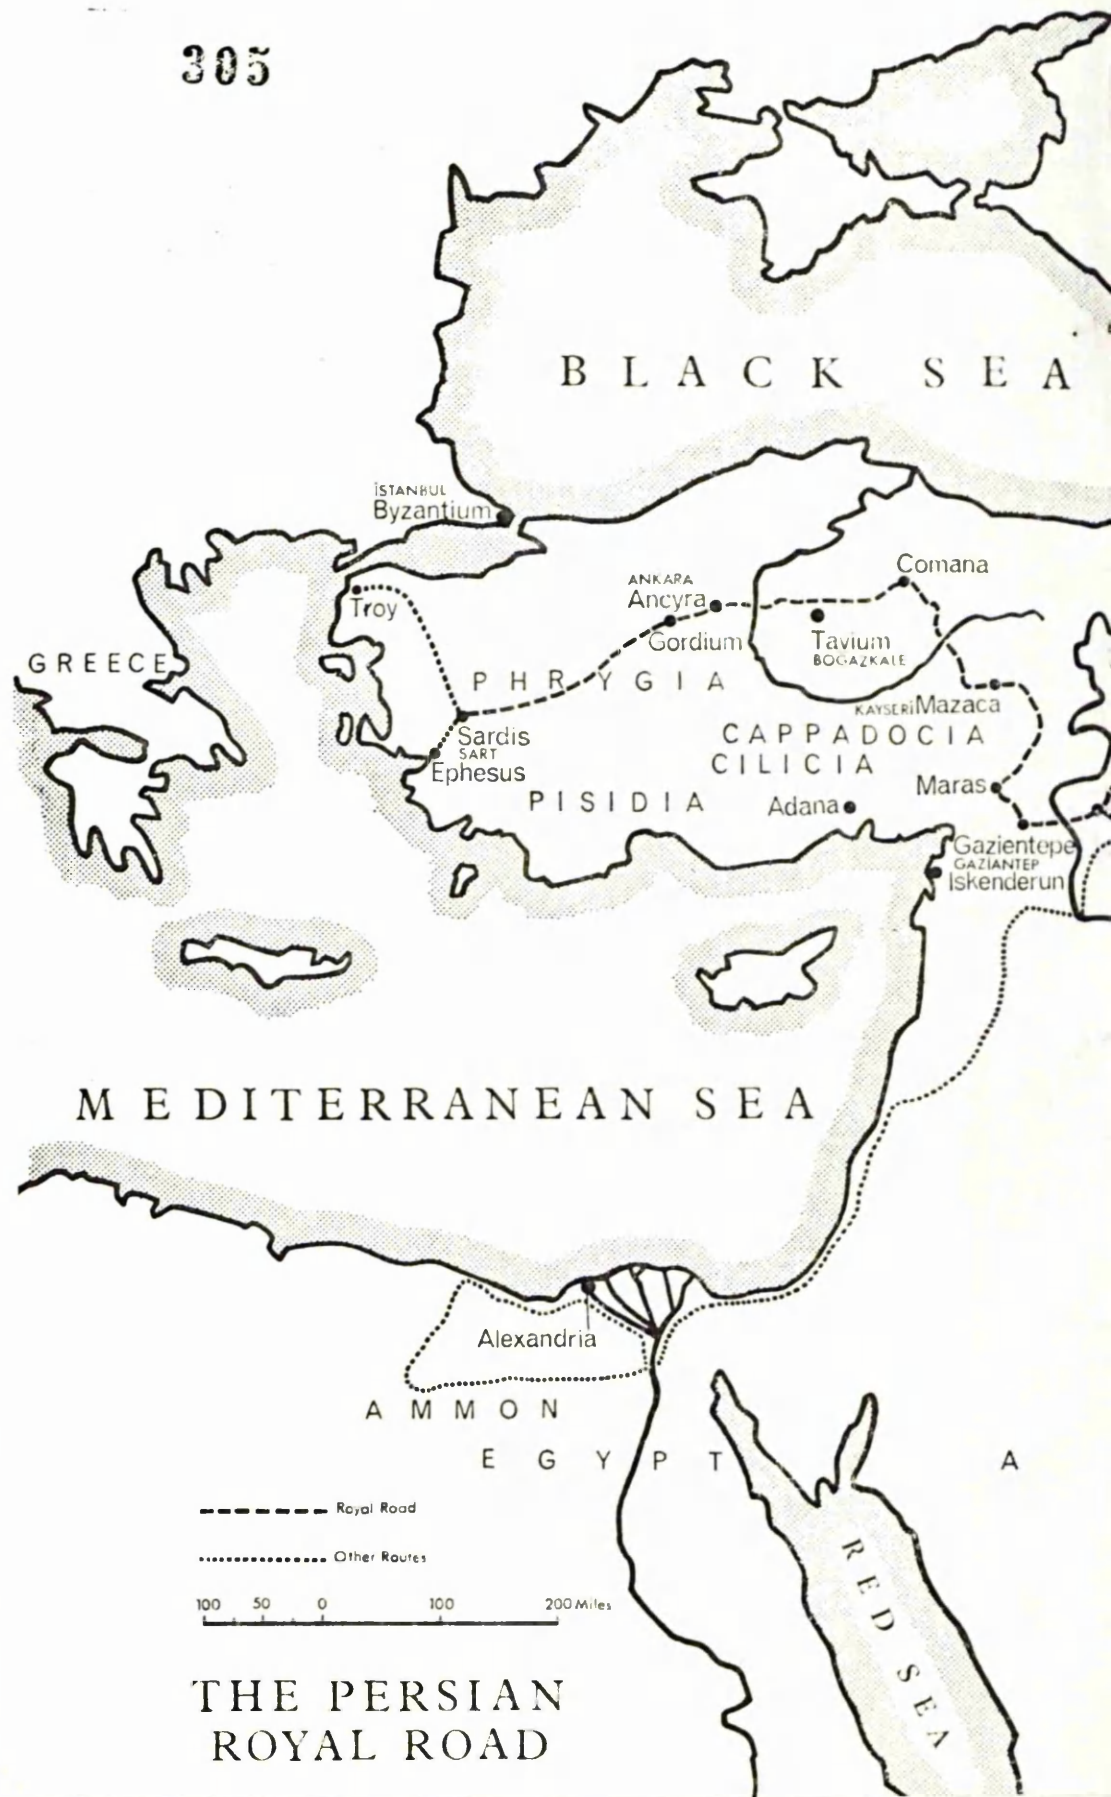 305
BLACK SEA
İSTANBUL
Byzantium
Comana
ANKARA
Ancyra
Troy
Gordium
Tavium
BOGAZKALE
GREECE
PHRYGIA
KAYSERİ Mazaca
Sardis
SART
CAPPADOCIA
CILICIA
Ephesus
Maras
PISIDIA
Adana
Gazientepe
GAZIANTEP
Iskenderun
MEDITERRANEAN SEA
Alexandria
AMMON
EGYPT
A
Royal Road
RED SEA
Other Routes
100 50 0 100 200 Miles
THE PERSIAN
ROYAL ROAD